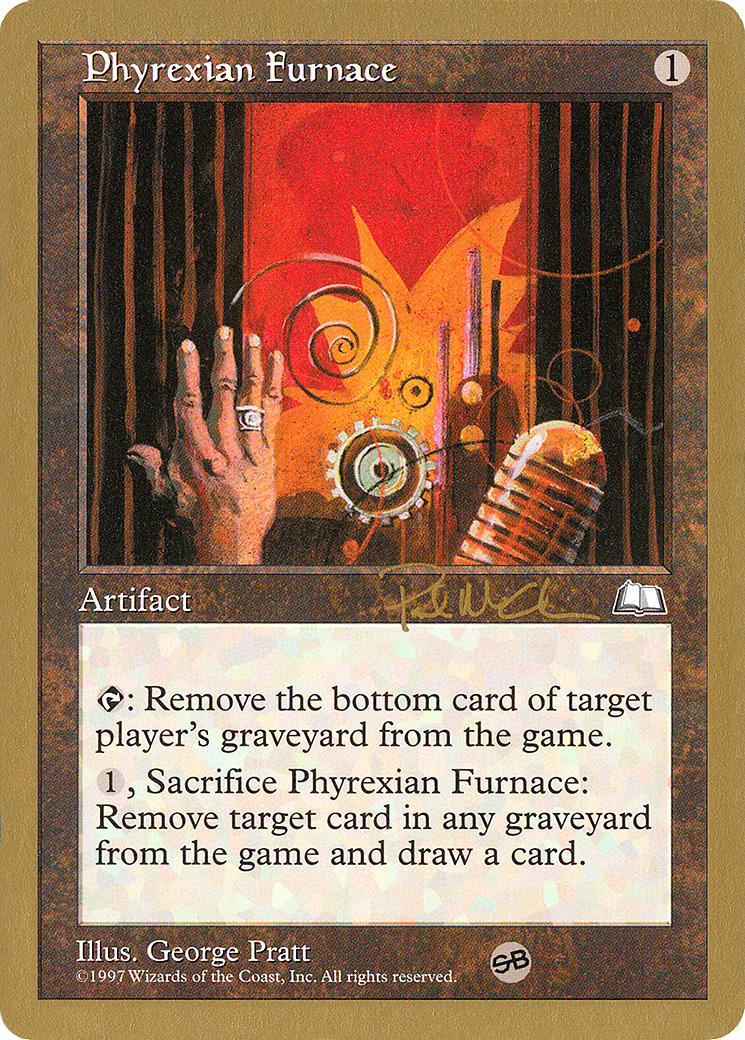 Phyrexian Furnace
1
Artifact
: Remove the bottom card of target
player's graveyard from the game.
1, Sacrifice Phyrexian Furnace:
Remove target card in any graveyard
from the game and draw a card.
Illus. George Pratt
©1997 Wizards of the Coast, Inc. All rights reserved.
SB